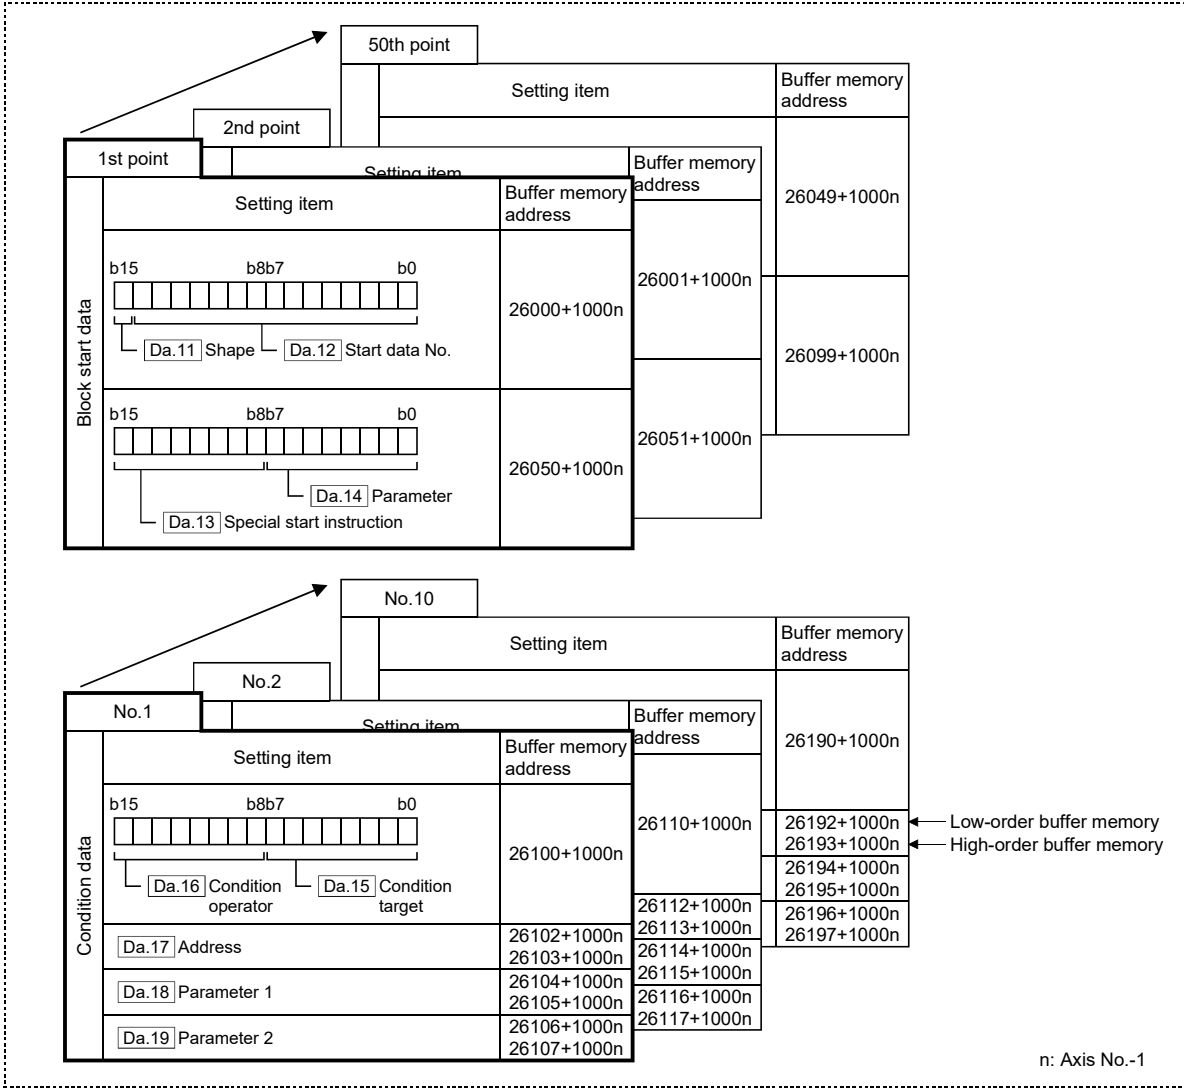 50th point
Setting item
Buffer memory
address
2nd point
1st point
Setting item
Buffer memory
address
26049+1000n
Setting item
Buffer memory
address
b15 b8b7 b0
26000+1000n
26001+1000n
Da.11 Shape Da.12 Start data No.
26099+1000n
Block start data
b15 b8b7 b0
26050+1000n
26051+1000n
Da.14 Parameter
Da.13 Special start instruction
No.10
Setting item
Buffer memory
address
No.2
No.1
Setting item
Buffer memory
address
26190+1000n
Setting item
Buffer memory
address
b15 b8b7 b0
26100+1000n
26110+1000n
26192+1000n Low-order buffer memory
26193+1000n High-order buffer memory
26194+1000n
26195+1000n
26196+1000n
26197+1000n
Da.16 Condition
operator
Da.15 Condition
target
Condition data
26112+1000n
26113+1000n
Da.17 Address
26102+1000n
26103+1000n
26114+1000n
26115+1000n
Da.18 Parameter 1
26104+1000n
26105+1000n
26116+1000n
26117+1000n
Da.19 Parameter 2
26106+1000n
26107+1000n
n: Axis No.-1